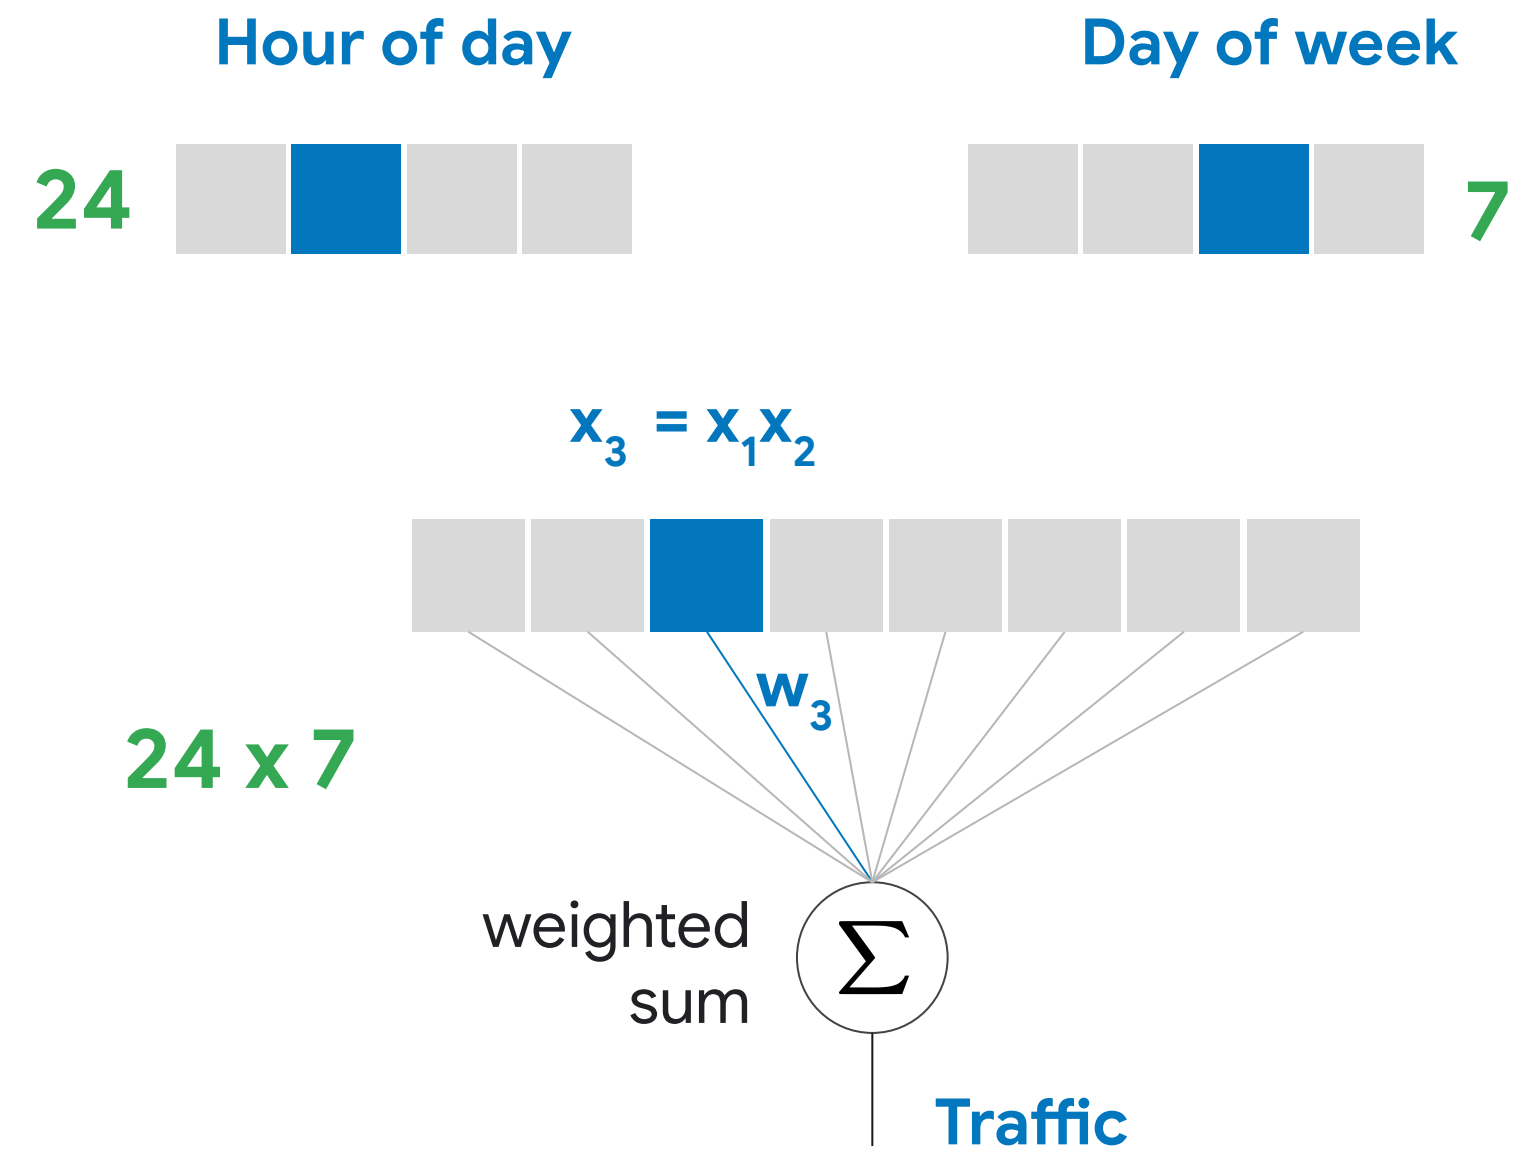 Hour of day
Day of week
24
7
x₃ = x₁x₂
w₃
24 x 7
weighted
sum
Σ
Traffic